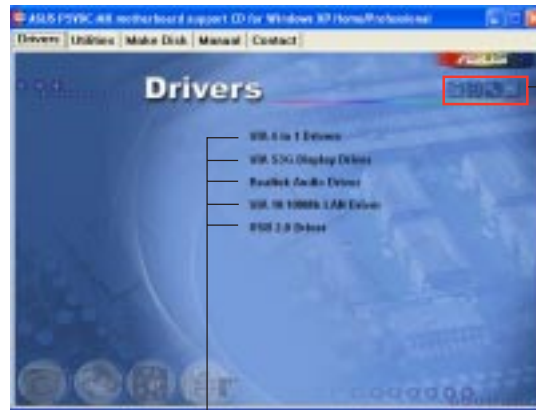 ASUS P5VDC-MX motherboard support CD for Windows XP Home/Professional
Drivers Utilities Make Disk Manual Contact
ASUS
Drivers
VIA 4 in 1 Drivers
VIA S3G Display Driver
Realtek Audio Driver
VIA 10/100Mb LAN Driver
USB 2.0 Driver